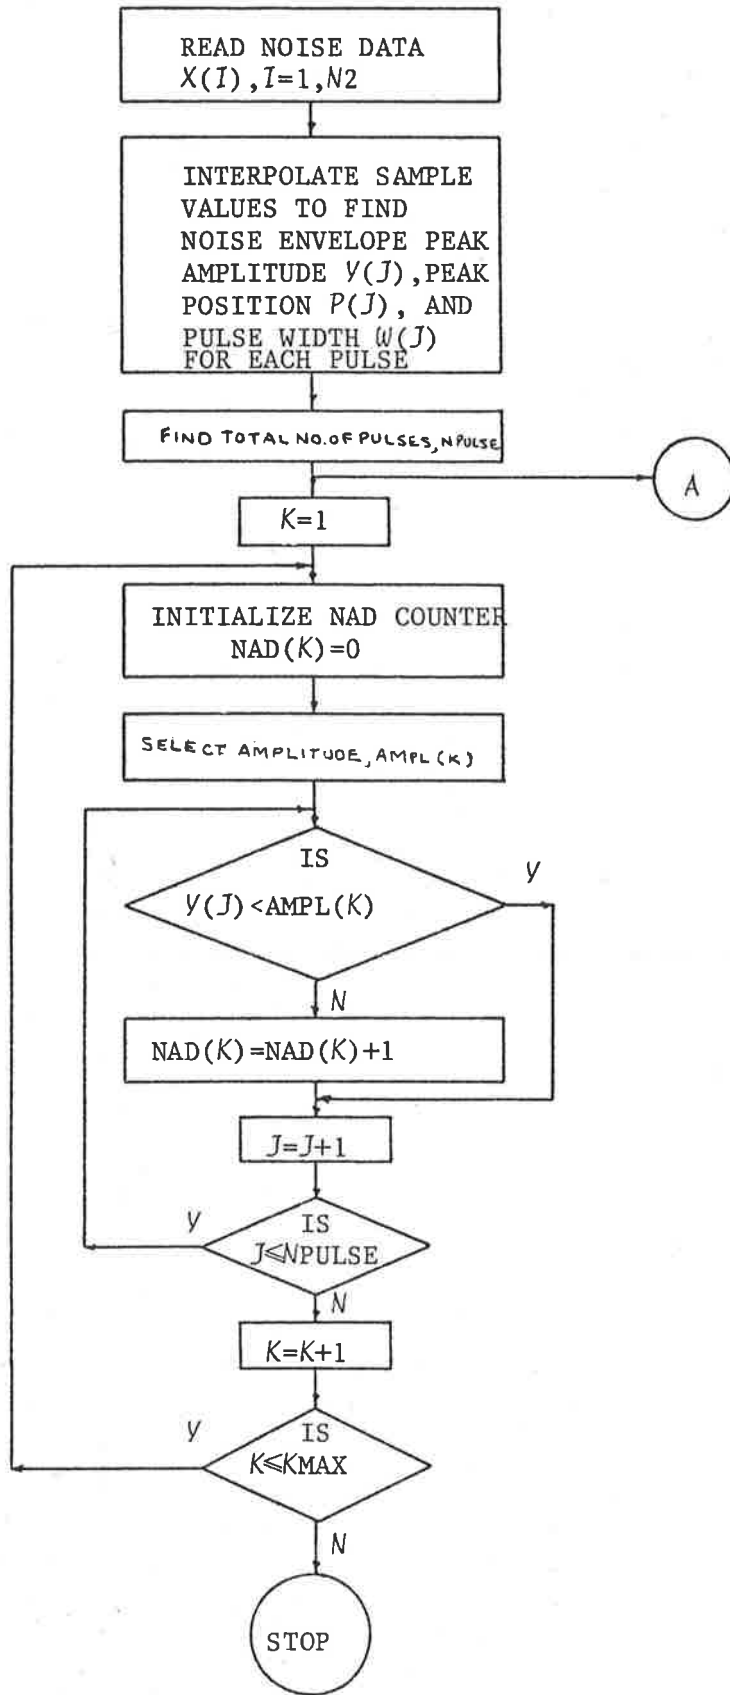 READ NOISE DATA
X(I),I=1,N2
INTERPOLATE SAMPLE
VALUES TO FIND
NOISE ENVELOPE PEAK
AMPLITUDE Y(J),PEAK
POSITION P(J), AND
PULSE WIDTH W(J)
FOR EACH PULSE
FIND TOTAL NO.OF PULSES,NPULSE
A
K=1
INITIALIZE NAD COUNTER
NAD(K)=0
SELECT AMPLITUDE,AMPL(K)
IS
Y(J)<AMPL(K)
Y
N
NAD(K)=NAD(K)+1
J=J+1
Y
IS
J⩽NPULSE
N
K=K+1
Y
IS
K⩽KMAX
N
STOP